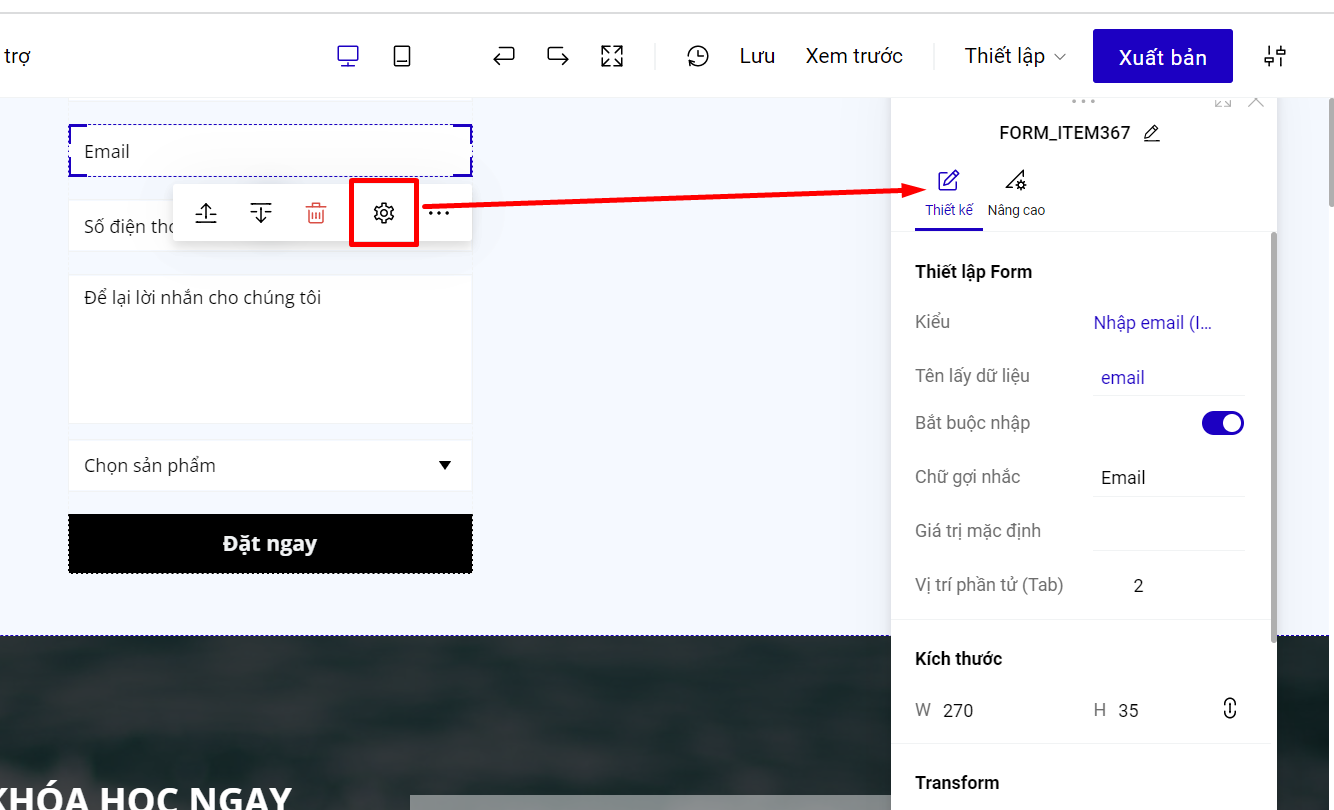 trợ
Lưu
Xem trước
Thiết lập
Xuất bản
Email
Số điện tho
Để lại lời nhắn cho chúng tôi
Chọn sản phẩm
Đặt ngay
KHÓA HỌC NGAY
FORM_ITEM367
Thiết kế
Nâng cao
Thiết lập Form
Kiểu
Nhập email (I...
Tên lấy dữ liệu
email
Bắt buộc nhập
Chữ gợi nhắc
Email
Giá trị mặc định
Vị trí phần tử (Tab)
2
Kích thước
W 270
H 35
Transform